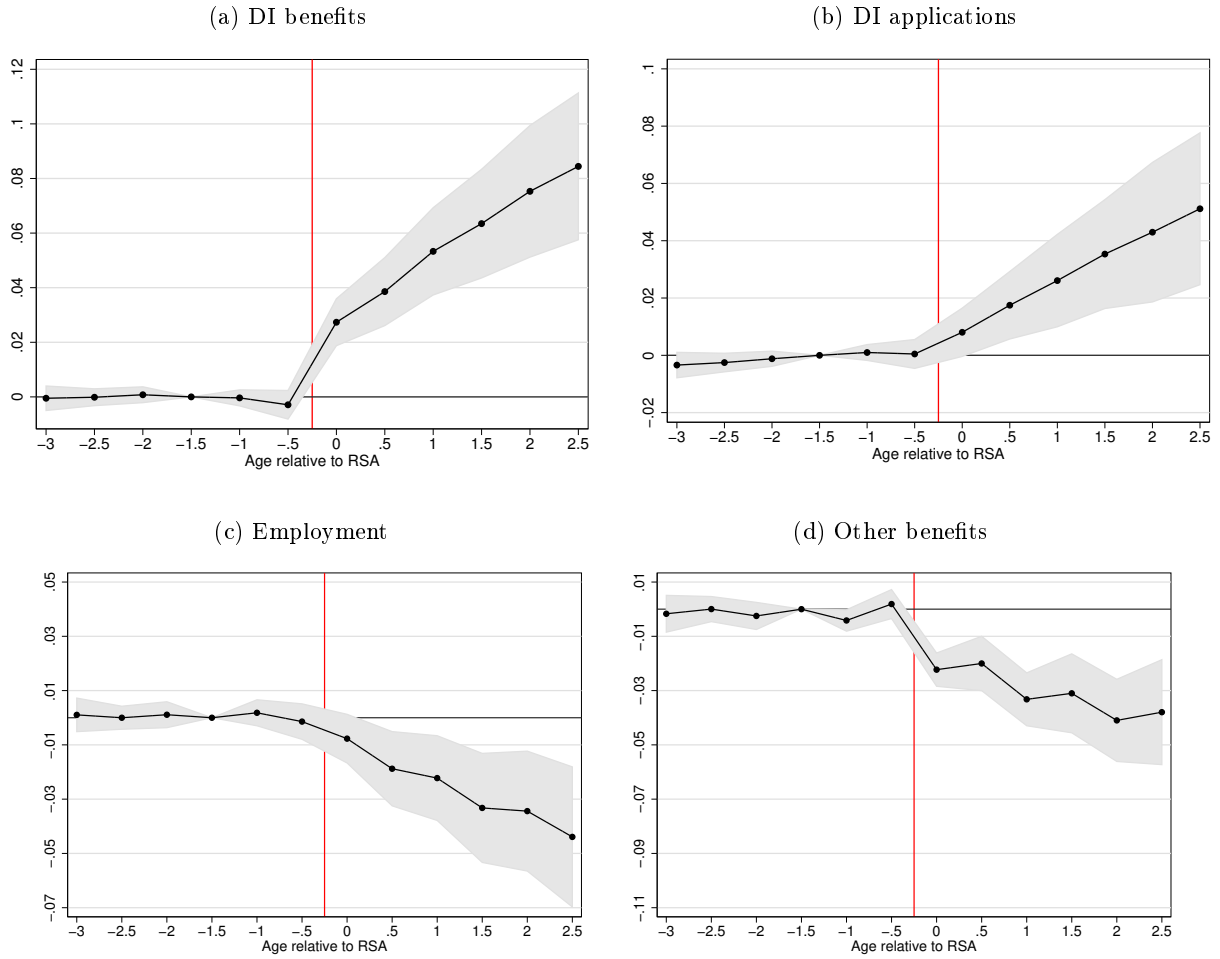 (a) DI benefits
.12
.1
.08
.06
.04
.02
0
−3 −2.5 −2 −1.5 −1 −.5 0 .5 1 1.5 2 2.5
Age relative to RSA
(b) DI applications
.1
.08
.06
.04
.02
0
−.02
−3 −2.5 −2 −1.5 −1 −.5 0 .5 1 1.5 2 2.5
Age relative to RSA
(c) Employment
.05
.03
.01
−.01
−.03
−.05
−.07
−3 −2.5 −2 −1.5 −1 −.5 0 .5 1 1.5 2 2.5
Age relative to RSA
(d) Other benefits
.01
−.01
−.03
−.05
−.07
−.09
−.11
−3 −2.5 −2 −1.5 −1 −.5 0 .5 1 1.5 2 2.5
Age relative to RSA